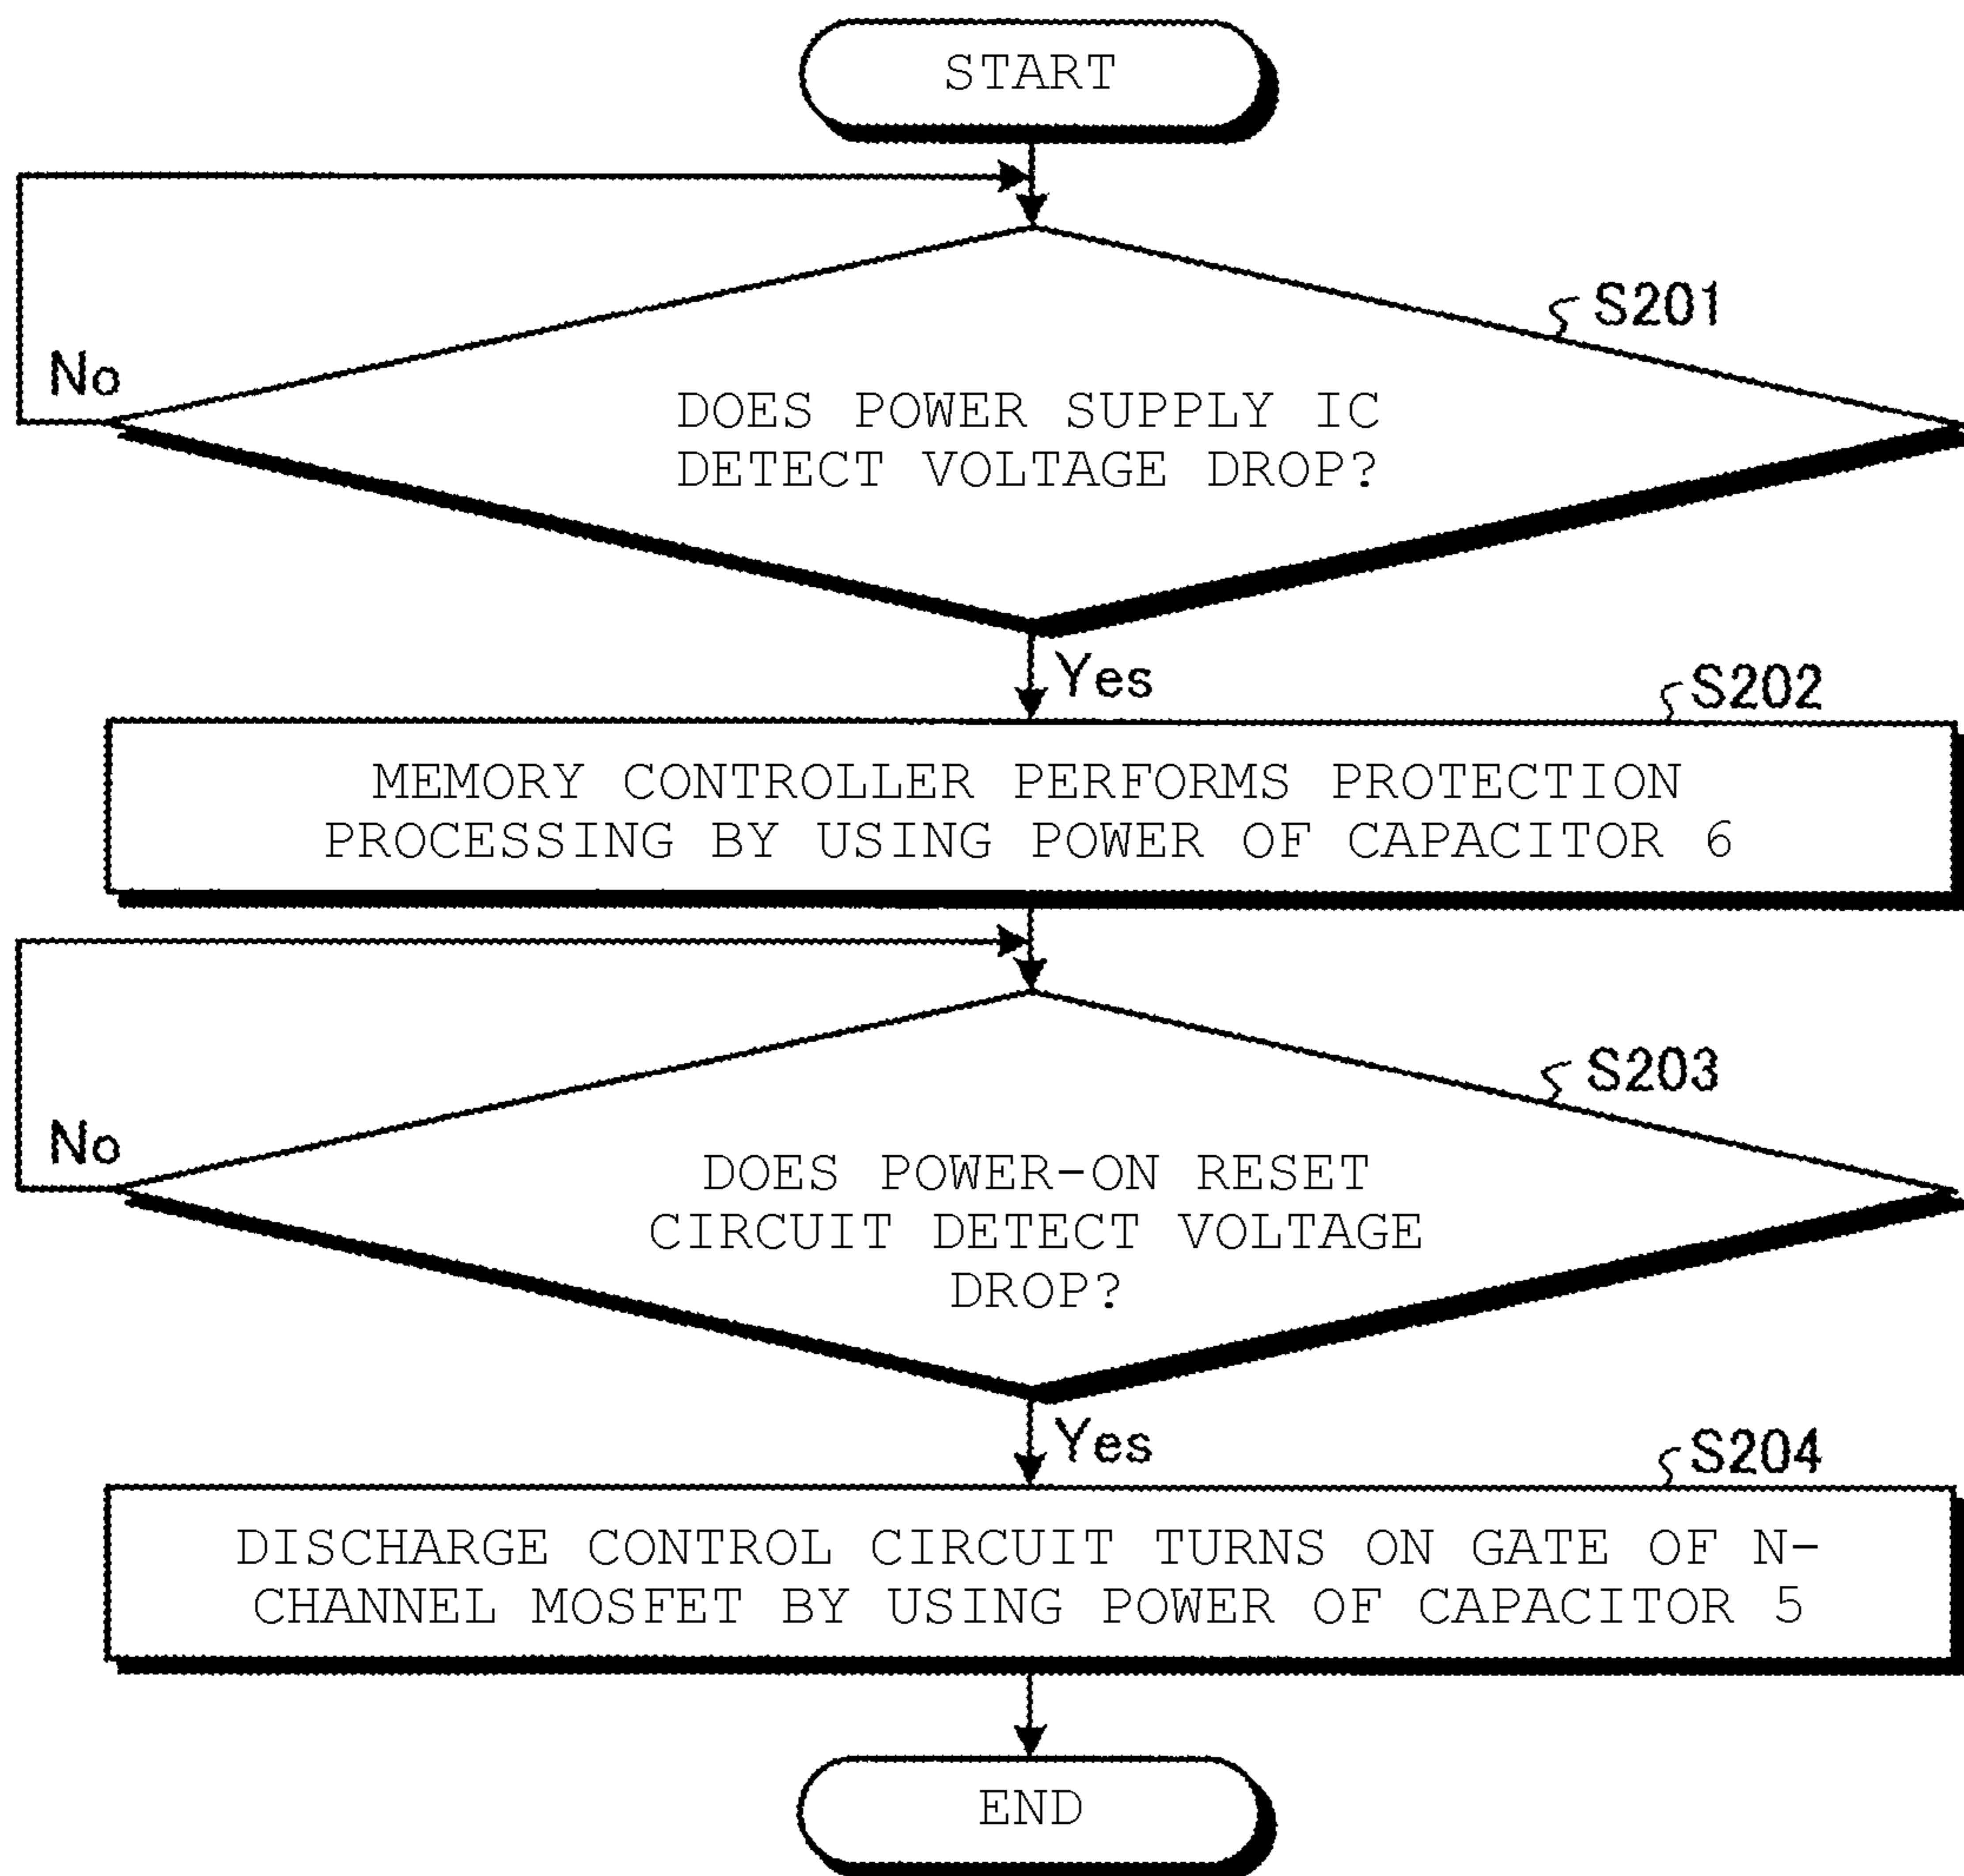 START
S201
No
DOES POWER SUPPLY IC
DETECT VOLTAGE DROP?
Yes
S202
MEMORY CONTROLLER PERFORMS PROTECTION
PROCESSING BY USING POWER OF CAPACITOR 6
S203
No
DOES POWER-ON RESET
CIRCUIT DETECT VOLTAGE
DROP?
Yes
S204
DISCHARGE CONTROL CIRCUIT TURNS ON GATE OF N-
CHANNEL MOSFET BY USING POWER OF CAPACITOR 5
END